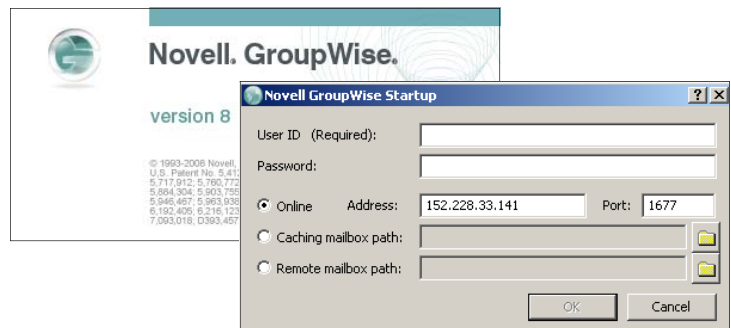 Novell. GroupWise.
version 8
© 1993-2008 Novell,
U.S. Patent No. 5,412
5,717,912; 5,760,772
5,884,304; 5,903,755
5,946,467; 5,963,938
6,192,405; 6,216,123
7,093,018; D393,457
Novell GroupWise Startup
User ID (Required):
Password:
Online Address: 152.228.33.141 Port: 1677
Caching mailbox path:
Remote mailbox path:
OK Cancel